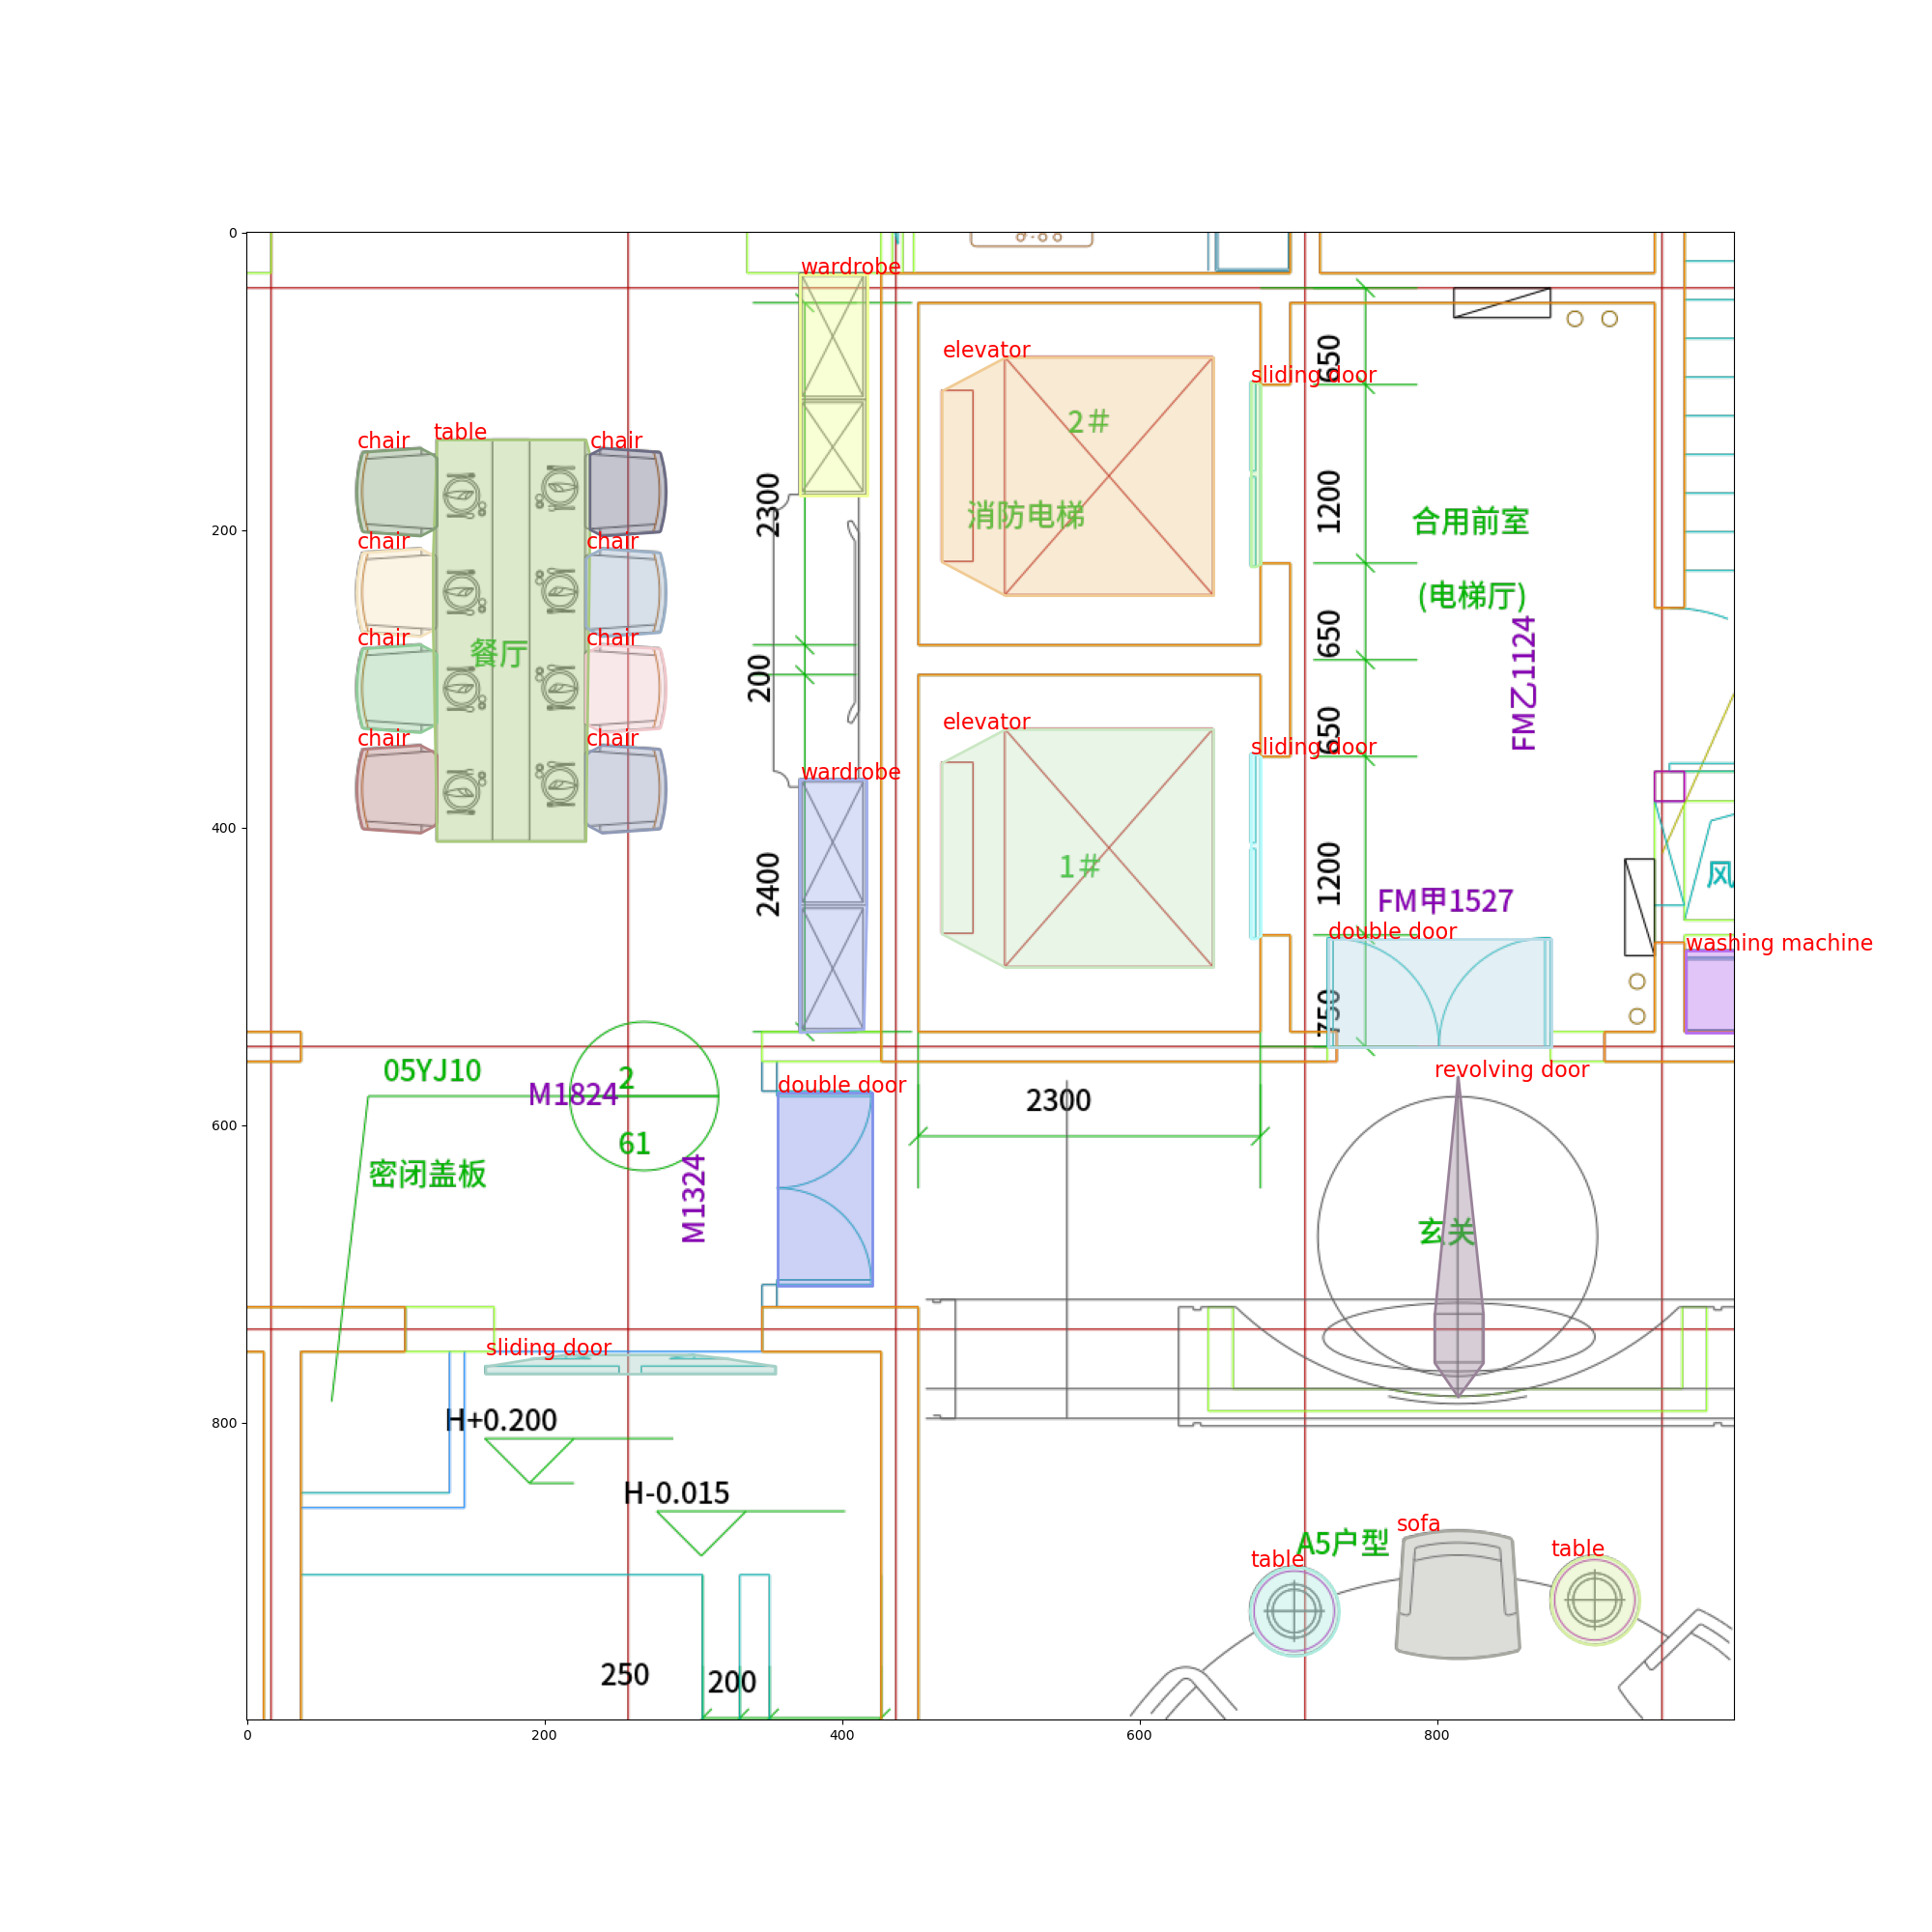 0
200
400
600
800
0
200
400
600
800
wardrobe
elevator
2#
消防电梯
sliding door
650
1200
650
650
1200
750
合用前室
(电梯厅)
FM乙1124
chair
table
chair
chair
chair
chair
chair
chair
chair
餐厅
2300
200
2400
wardrobe
elevator
1#
sliding door
FM甲1527
double door
风
washing machine
05YJ10
M1824
2
61
密闭盖板
M1324
double door
2300
revolving door
玄关
sliding door
H+0.200
H-0.015
250
200
A5户型
sofa
table
table